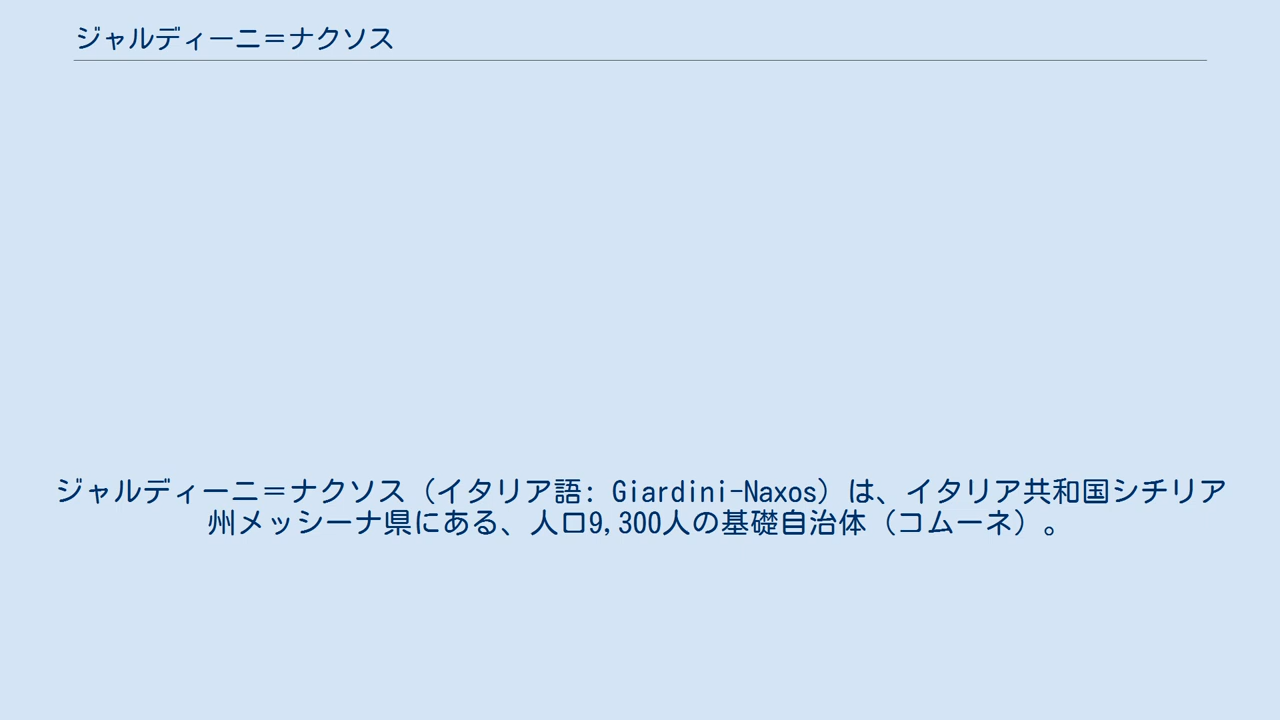 ジャルディーニ＝ナクソス
ジャルディーニ＝ナクソス（イタリア語: Giardini-Naxos）は、イタリア共和国シチリア
州メッシーナ県にある、人口9,300人の基礎自治体（コムーネ）。